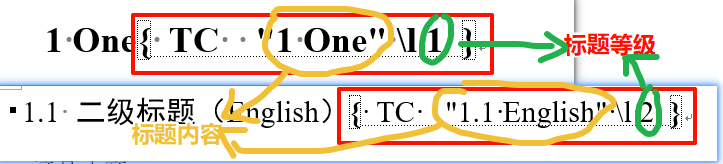 1 One{ TC "1 One" \l 1 }
标题等级
1.1 二级标题（English）{ TC "1.1 English" \l 2 }
标题内容